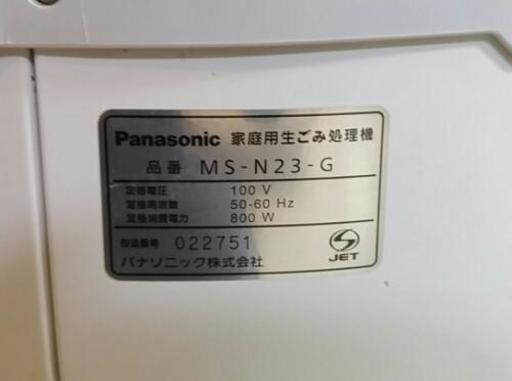 Panasonic 家庭用生ごみ処理機
品番 MS-N23-G
定格電圧 100 V
定格周波数 50-60 Hz
定格消費電力 800 W
製造番号 022751
パナソニック株式会社
S
JET